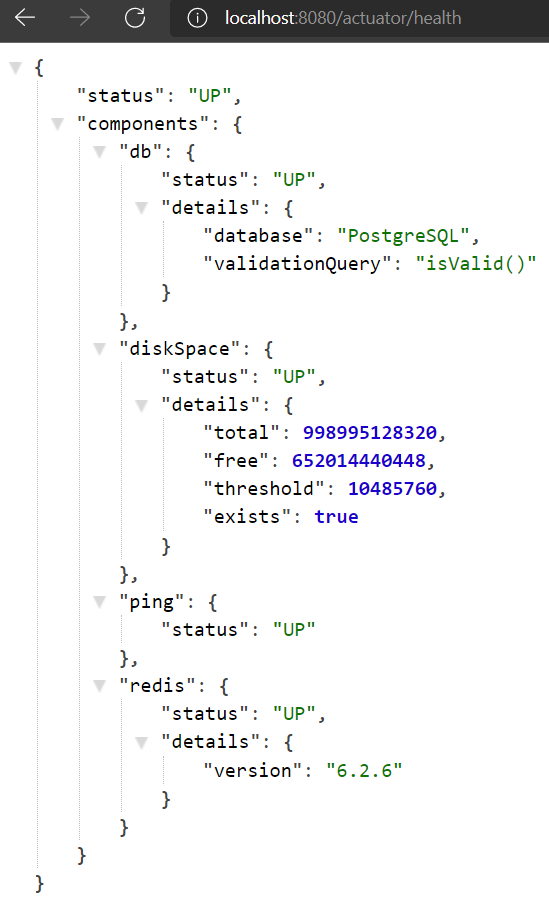 localhost:8080/actuator/health
{
"status": "UP",
"components": {
"db": {
"status": "UP",
"details": {
"database": "PostgreSQL",
"validationQuery": "isValid()"
}
},
"diskSpace": {
"status": "UP",
"details": {
"total": 998995128320,
"free": 652014440448,
"threshold": 10485760,
"exists": true
}
},
"ping": {
"status": "UP"
},
"redis": {
"status": "UP",
"details": {
"version": "6.2.6"
}
}
}
}